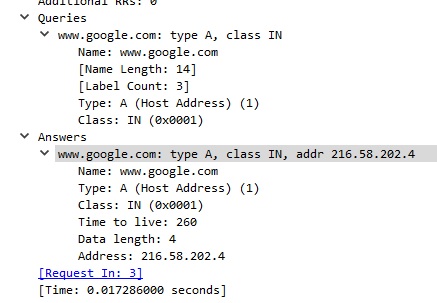 Additional RRs: 0
Queries
www.google.com: type A, class IN
Name: www.google.com
[Name Length: 14]
[Label Count: 3]
Type: A (Host Address) (1)
Class: IN (0x0001)
Answers
www.google.com: type A, class IN, addr 216.58.202.4
Name: www.google.com
Type: A (Host Address) (1)
Class: IN (0x0001)
Time to live: 260
Data length: 4
Address: 216.58.202.4
[Request In: 3]
[Time: 0.017286000 seconds]